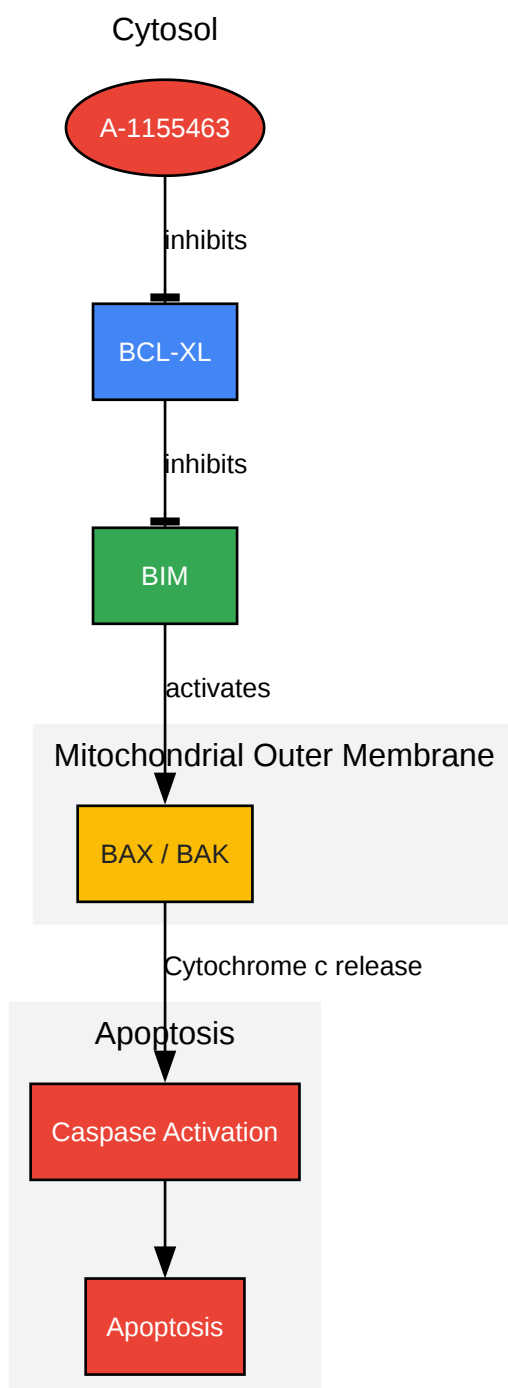 Cytosol
A-1155463
inhibits
BCL-XL
inhibits
BIM
activates
Mitochondrial Outer Membrane
BAX / BAK
Cytochrome c release
Apoptosis
Caspase Activation
Apoptosis